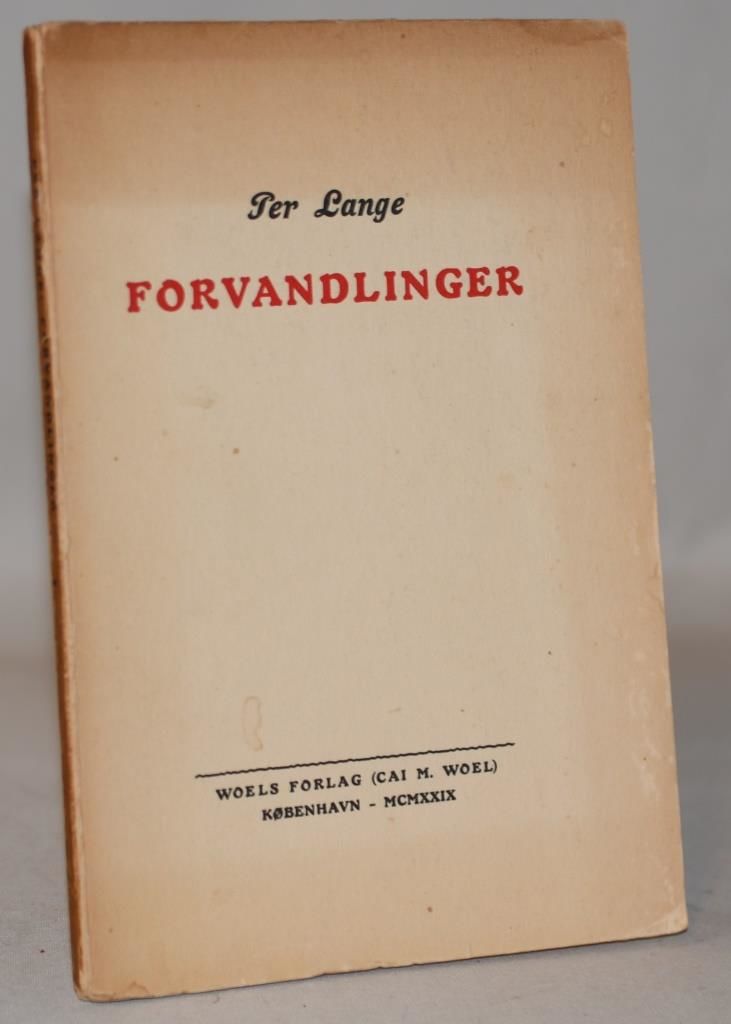 Per Lange
FORVANDLINGER
WOELS FORLAG (CAI M. WOEL)
KØBENHAVN - MCMXXIX